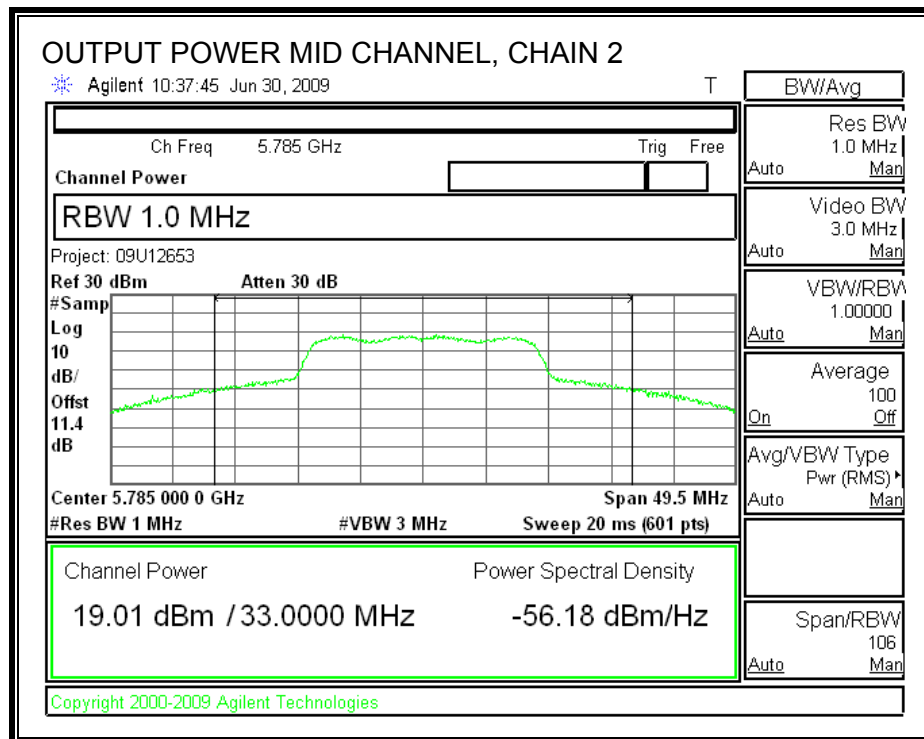 OUTPUT POWER MID CHANNEL, CHAIN 2
Agilent 10:37:45 Jun 30, 2009 T
BW/Avg
Ch Freq 5.785 GHz Trig Free
Channel Power
RBW 1.0 MHz
Project: 09U12653
Ref 30 dBm Atten 30 dB
#Samp
Log
10
dB/
Offst
11.4
dB
Center 5.785 000 0 GHz Span 49.5 MHz
#Res BW 1 MHz #VBW 3 MHz Sweep 20 ms (601 pts)
Channel Power Power Spectral Density
19.01 dBm / 33.0000 MHz -56.18 dBm/Hz
Copyright 2000-2009 Agilent Technologies
Res BW
1.0 MHz
Auto Man
Video BW
3.0 MHz
Auto Man
VBW/RBW
1.00000
Auto Man
Average
100
On Off
Avg/VBW Type
Pwr (RMS)
Auto Man
Span/RBW
106
Auto Man